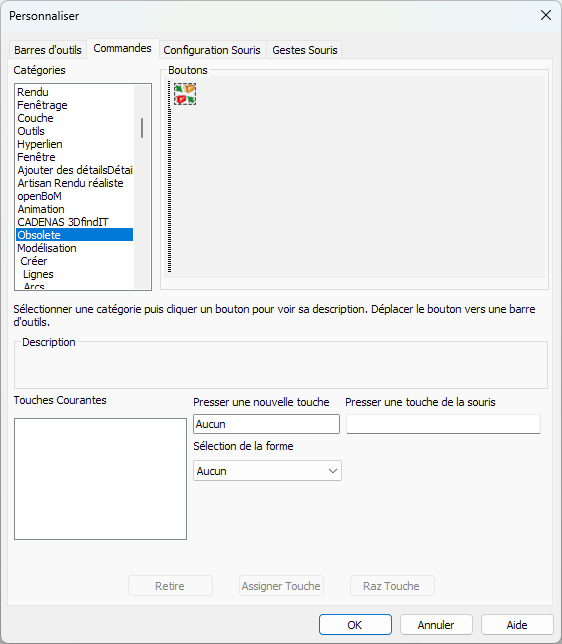 Personnaliser
Barres d'outils
Commandes
Configuration Souris
Gestes Souris
Catégories
Boutons
Rendu
Fenêtrage
Couche
Outils
Hyperlien
Fenêtre
Ajouter des détailsDétai
Artisan Rendu réaliste
openBoM
Animation
CADENAS 3DfindIT
Obsolete
Modélisation
Créer
Lignes
Arcs
Sélectionner une catégorie puis cliquer un bouton pour voir sa description. Déplacer le bouton vers une barre
d'outils.
Description
Touches Courantes
Presser une nouvelle touche
Presser une touche de la souris
Aucun
Sélection de la forme
Aucun
Retire
Assigner Touche
Raz Touche
OK
Annuler
Aide